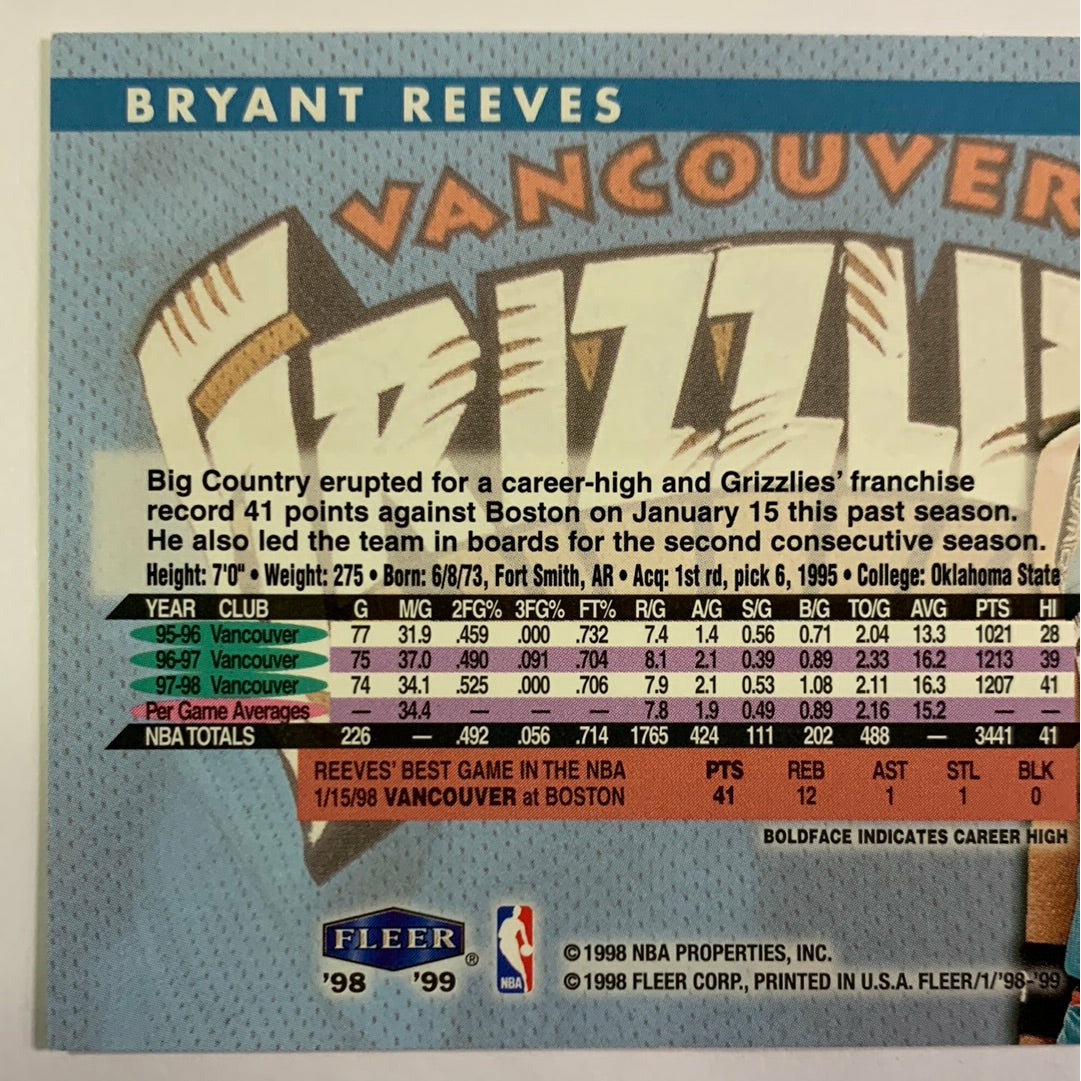 BRYANT REEVES
VANCOUVER
GRIZZLI
Big Country erupted for a career-high and Grizzlies' franchise
record 41 points against Boston on January 15 this past season.
He also led the team in boards for the second consecutive season.
Height: 7'0" • Weight: 275 • Born: 6/8/73, Fort Smith, AR • Acq: 1st rd, pick 6, 1995 • College: Oklahoma State
YEAR CLUB G M/G 2FG% 3FG% FT% R/G A/G S/G B/G TO/G AVG PTS HI
95-96 Vancouver 77 31.9 .459 .000 .732 7.4 1.4 0.56 0.71 2.04 13.3 1021 28
96-97 Vancouver 75 37.0 .490 .091 .704 8.1 2.1 0.39 0.89 2.33 16.2 1213 39
97-98 Vancouver 74 34.1 .525 .000 .706 7.9 2.1 0.53 1.08 2.11 16.3 1207 41
Per Game Averages — 34.4 — — — 7.8 1.9 0.49 0.89 2.16 15.2 — —
NBA TOTALS 226 — .492 .056 .714 1765 424 111 202 488 — 3441 41
REEVES' BEST GAME IN THE NBA PTS REB AST STL BLK
1/15/98 VANCOUVER at BOSTON 41 12 1 1 0
BOLDFACE INDICATES CAREER HIGH
FLEER ®
'98 '99
NBA
©1998 NBA PROPERTIES, INC.
©1998 FLEER CORP., PRINTED IN U.S.A. FLEER/1/'98-'99